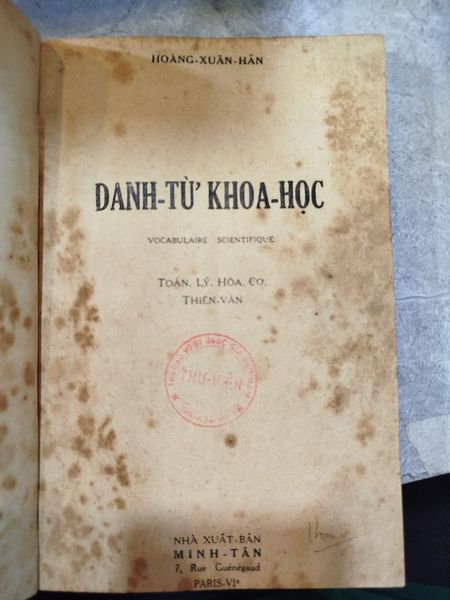 HOÀNG-XUÂN-HÃN
DANH-TỪ KHOA-HỌC
VOCABULAIRE SCIENTIFIQUE
TOÁN, LÝ, HÓA, CƠ,
THIÊN-VĂN
THƯ-VIỆN
NHÀ XUẤT-BẢN
MINH-TÂN
7, Rue Guénégaud
PARIS-VIᵉ